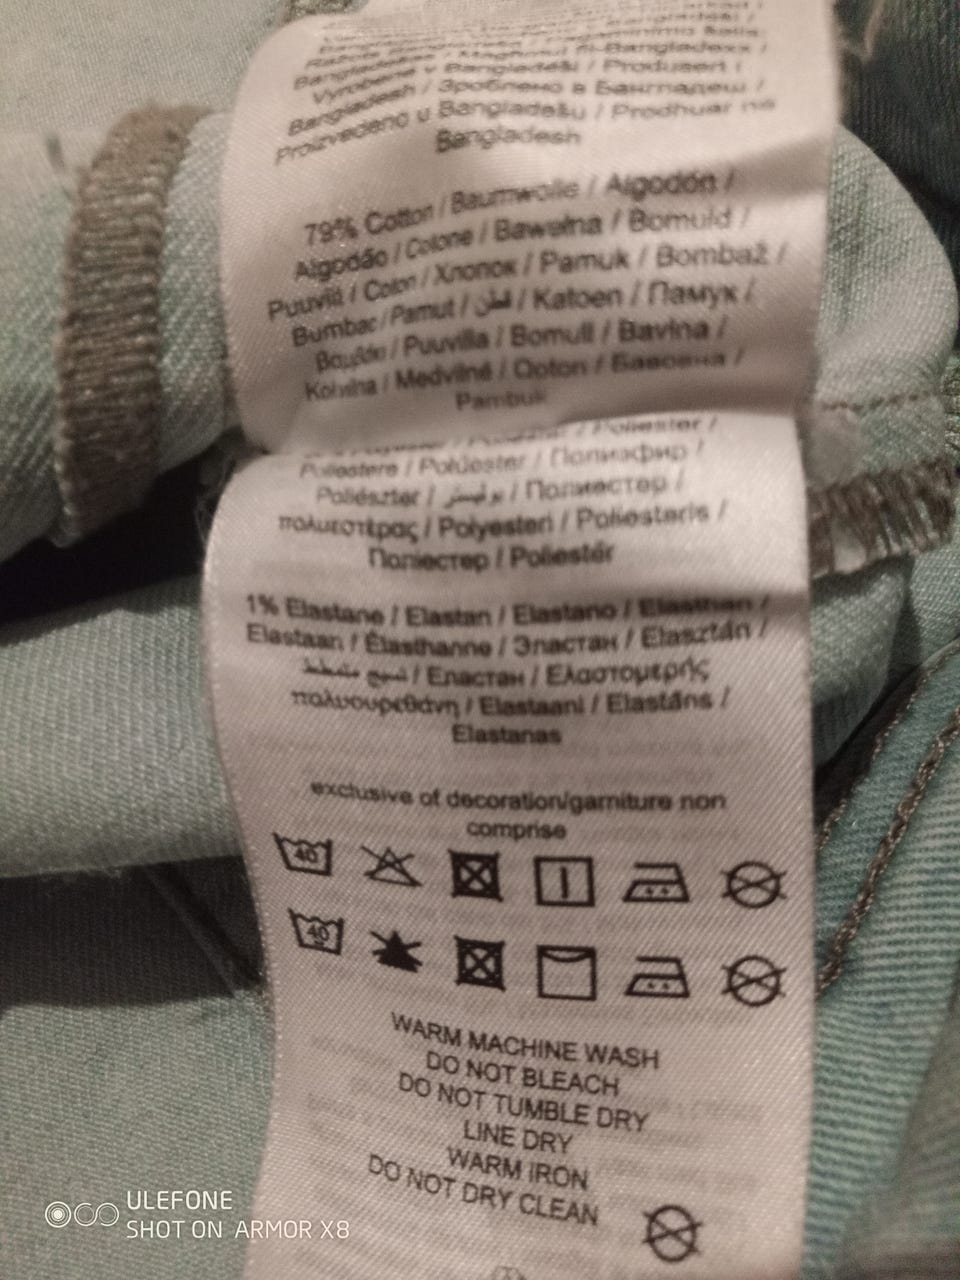 Bangladesh / Зроблено в Бангладеш /
Proizvedeno u Bangladešu / Prodhuar në
Bangladesh
79% Cotton / Baumwolle / Algodón /
Algodão / Cotone / Bawełna / Bomuld /
Puuvill / Coton / Хлопок / Pamuk / Bombaž /
Bumbac / Pamut / قطن / Katoen / Памук /
Βαμβάκι / Puuvilla / Bomull / Bavlna /
Kokvilna / Medvilnė / Qoton / Бавовна /
Pambuk
Poliestere / Polüester / Полиэфир /
Poliészter / بوليستر / Полиестер /
πολυεστέρας / Polyesteri / Poliesteris /
Поліестер / Poliestër
1% Elastane / Elastan / Elastano / Elasthan /
Elastaan / Élasthanne / Эластан / Elasztán /
نسيج متمطط / Еластан / Ελαστομερής
πολυουρεθάνη / Elastaani / Elastāns /
Elastanas
exclusive of decoration/garniture non
comprise
40
40
WARM MACHINE WASH
DO NOT BLEACH
DO NOT TUMBLE DRY
LINE DRY
WARM IRON
DO NOT DRY CLEAN
ULEFONE
SHOT ON ARMOR X8